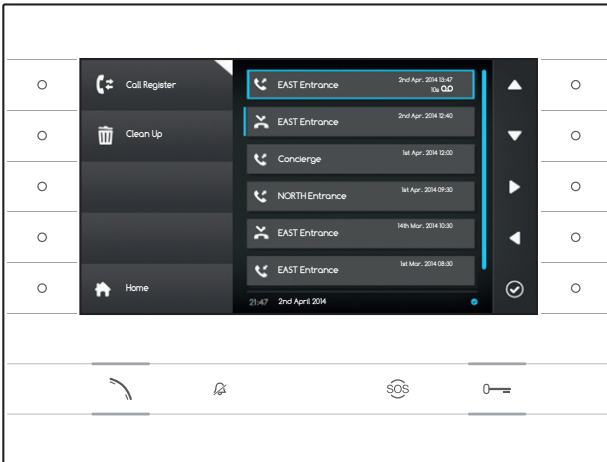 Call Register
Clean Up
Home
EAST Entrance
2nd Apr. 2014 13:47
10s
EAST Entrance
2nd Apr. 2014 12:40
Concierge
1st Apr. 2014 12:00
NORTH Entrance
1st Apr. 2014 09:30
EAST Entrance
14th Mar. 2014 10:30
EAST Entrance
1st Mar. 2014 08:30
21:47 2nd April 2014
SOS